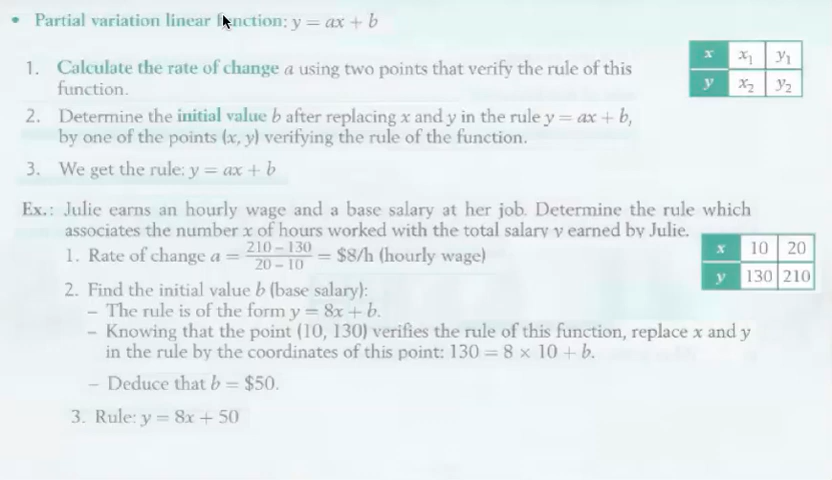 • Partial variation linear function: y = ax + b
1. Calculate the rate of change a using two points that verify the rule of this
function.
x x₁ y₁
y x₂ y₂
2. Determine the initial value b after replacing x and y in the rule y = ax + b,
by one of the points (x, y) verifying the rule of the function.
3. We get the rule: y = ax + b
Ex.: Julie earns an hourly wage and a base salary at her job. Determine the rule which
associates the number x of hours worked with the total salary y earned by Julie.
1. Rate of change a = (210 – 130)/(20 – 10) = $8/h (hourly wage)
x 10 20
y 130 210
2. Find the initial value b (base salary):
– The rule is of the form y = 8x + b.
– Knowing that the point (10, 130) verifies the rule of this function, replace x and y
in the rule by the coordinates of this point: 130 = 8 × 10 + b.
– Deduce that b = $50.
3. Rule: y = 8x + 50